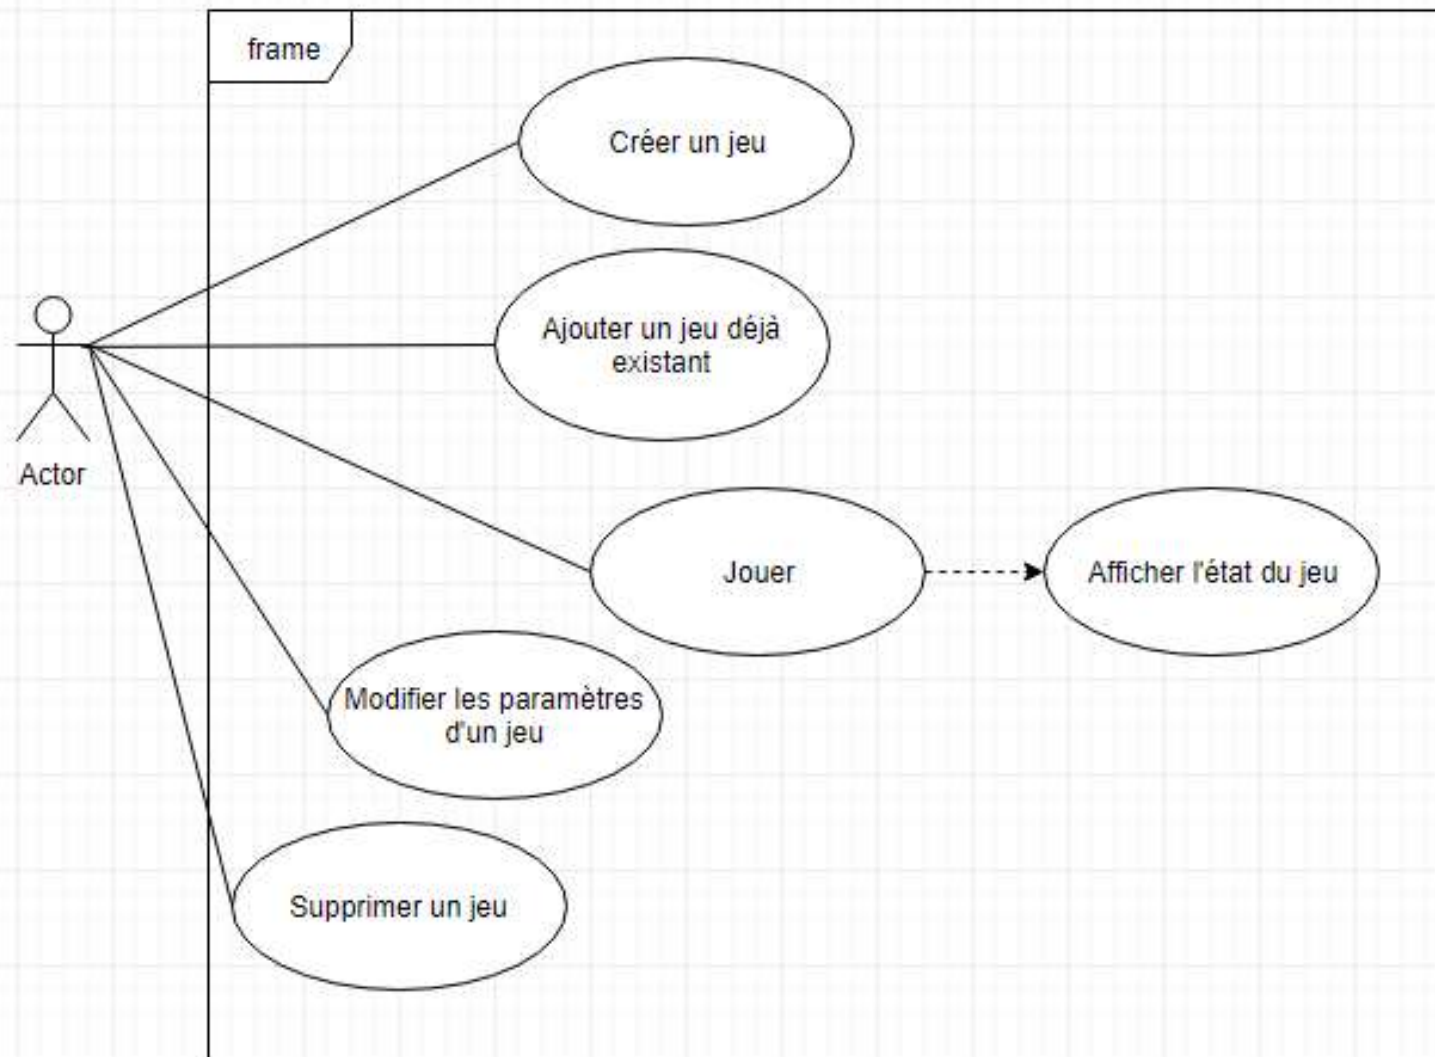 frame
Créer un jeu
Ajouter un jeu déjà
existant
Actor
Jouer
Afficher l'état du jeu
Modifier les paramètres
d'un jeu
Supprimer un jeu